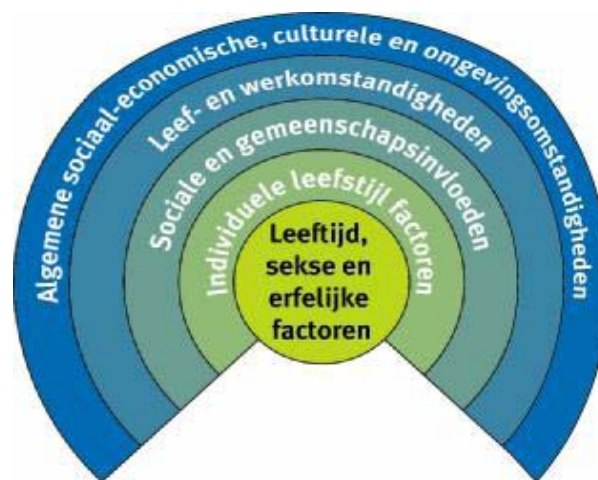 Algemene sociaal-economische, culturele en omgevingsomstandigheden
Leef- en werkomstandigheden
Sociale en gemeenschapsinvloeden
Individuele leefstijl factoren
Leeftijd,
sekse en
erfelijke
factoren